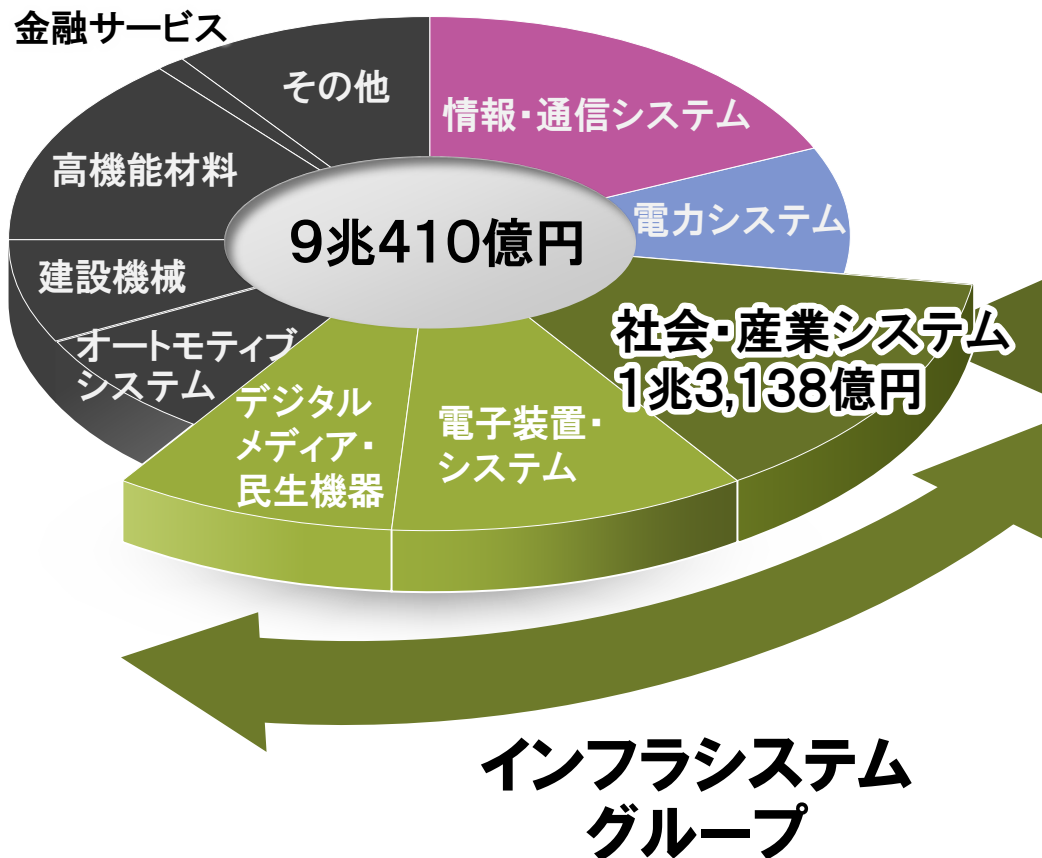 金融サービス
その他
情報・通信システム
高機能材料
電力システム
9兆410億円
建設機械
社会・産業システム
1兆3,138億円
オートモティブ
システム
デジタル
メディア・
民生機器
電子装置・
システム
インフラシステム
グループ